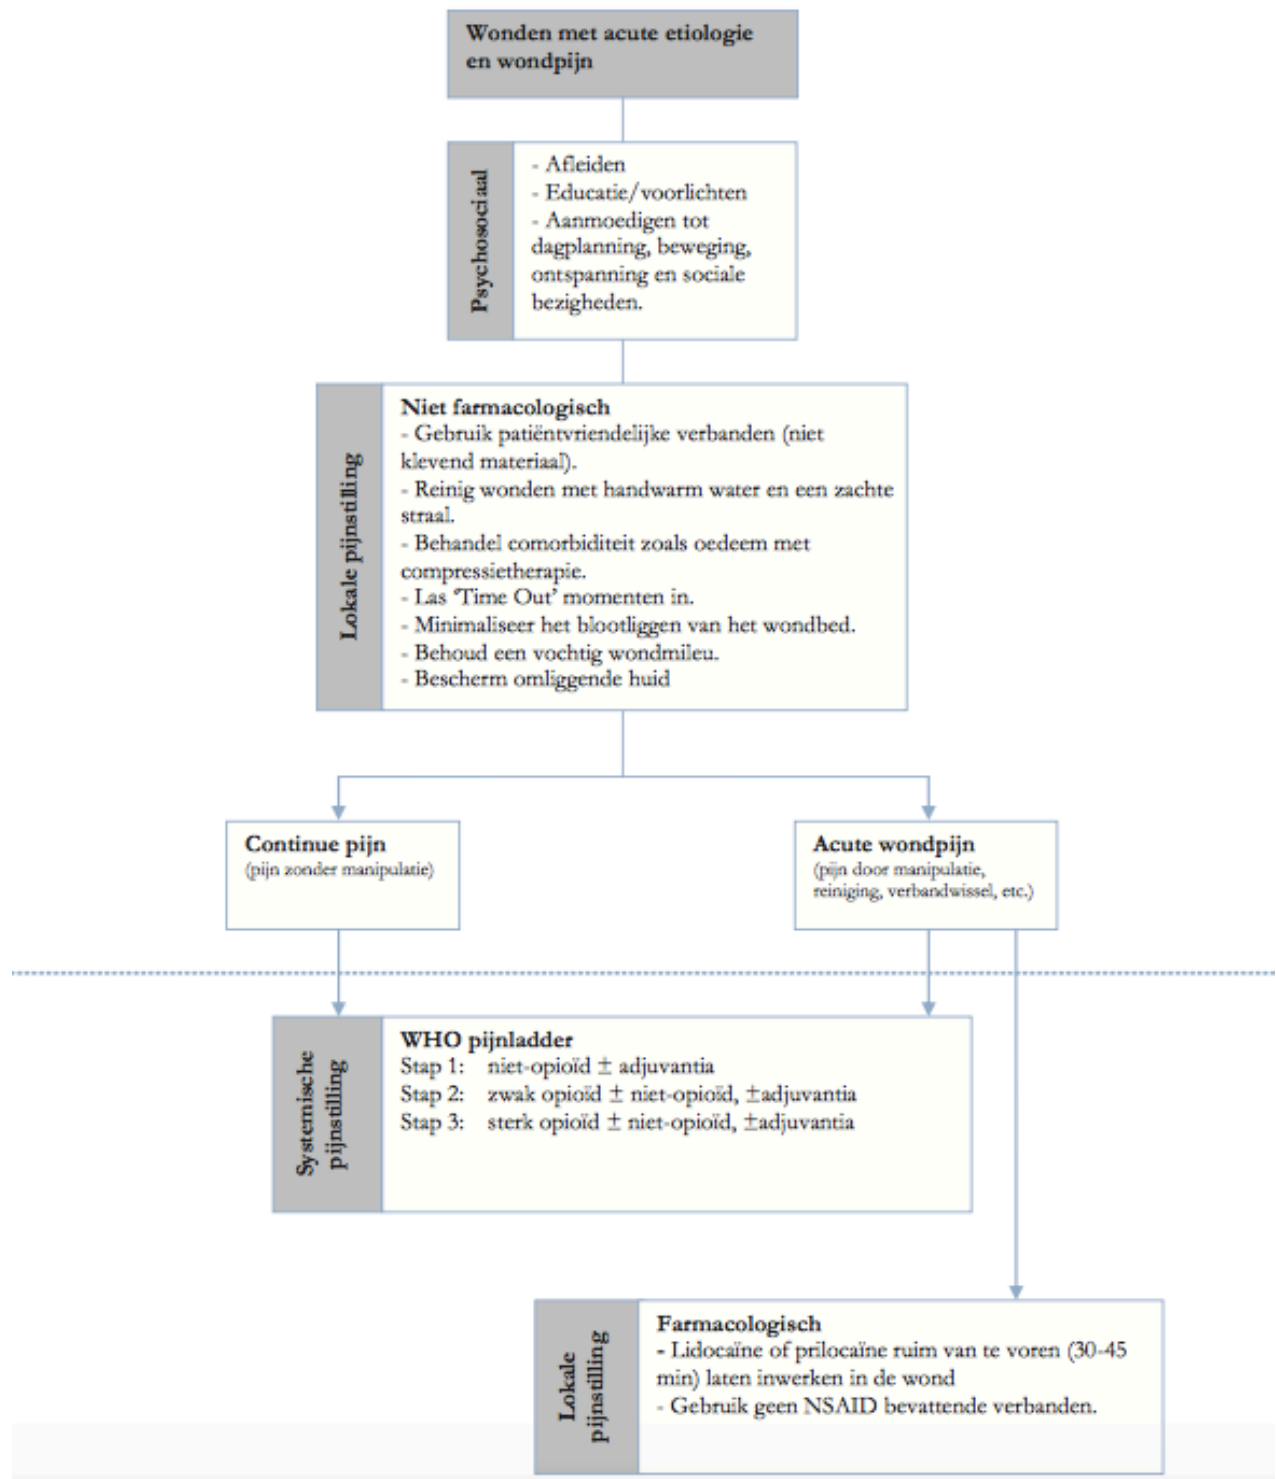 Wonden met acute etiologie
en wondpijn
Psychosociaal
- Afleiden
- Educatie/voorlichten
- Aanmoedigen tot
dagplanning, beweging,
ontspanning en sociale
bezigheden.
Lokale pijnstilling
Niet farmacologisch
- Gebruik patiëntvriendelijke verbanden (niet
klevend materiaal).
- Reinig wonden met handwarm water en een zachte
straal.
- Behandel comorbiditeit zoals oedeem met
compressietherapie.
- Las ‘Time Out’ momenten in.
- Minimaliseer het blootliggen van het wondbed.
- Behoud een vochtig wondmileu.
- Bescherm omliggende huid
Continue pijn
(pijn zonder manipulatie)
Acute wondpijn
(pijn door manipulatie,
reiniging, verbandwissel, etc.)
Systemische
pijnstilling
WHO pijnladder
Stap 1: niet-opioïd ± adjuvantia
Stap 2: zwak opioïd ± niet-opioïd, ±adjuvantia
Stap 3: sterk opioïd ± niet-opioïd, ±adjuvantia
Lokale
pijnstilling
Farmacologisch
- Lidocaïne of prilocaïne ruim van te voren (30-45
min) laten inwerken in de wond
- Gebruik geen NSAID bevattende verbanden.